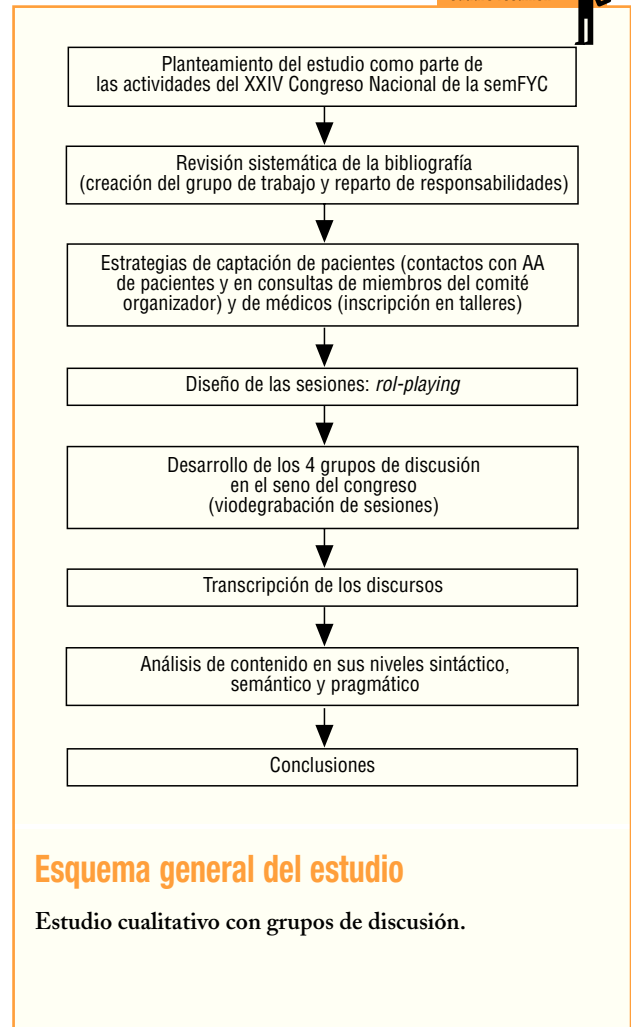 Planteamiento del estudio como parte de
las actividades del XXIV Congreso Nacional de la semFYC
Revisión sistemática de la bibliografía
(creación del grupo de trabajo y reparto de responsabilidades)
Estrategias de captación de pacientes (contactos con AA
de pacientes y en consultas de miembros del comité
organizador) y de médicos (inscripción en talleres)
Diseño de las sesiones: rol-playing
Desarrollo de los 4 grupos de discusión
en el seno del congreso
(viodegrabación de sesiones)
Transcripción de los discursos
Análisis de contenido en sus niveles sintáctico,
semántico y pragmático
Conclusiones
Esquema general del estudio
Estudio cualitativo con grupos de discusión.